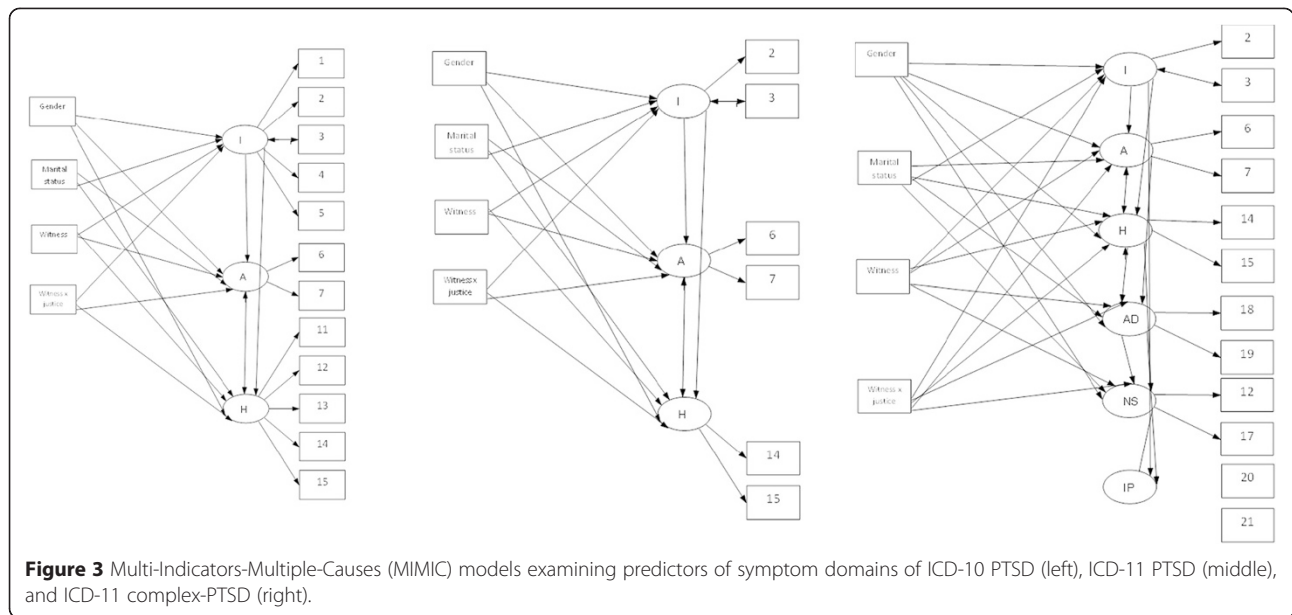 Gender
Marital
status
Witness
Witness x
justice
I
A
H
1
2
3
4
5
6
7
11
12
13
14
15
Gender
Marital
status
Witness
Witness x
justice
I
A
H
2
3
6
7
14
15
Gender
Marital
status
Witness
Witness x
justice
I
A
H
AD
NS
IP
2
3
6
7
14
15
18
19
12
17
20
21
Figure 3 Multi-Indicators-Multiple-Causes (MIMIC) models examining predictors of symptom domains of ICD-10 PTSD (left), ICD-11 PTSD (middle),
and ICD-11 complex-PTSD (right).